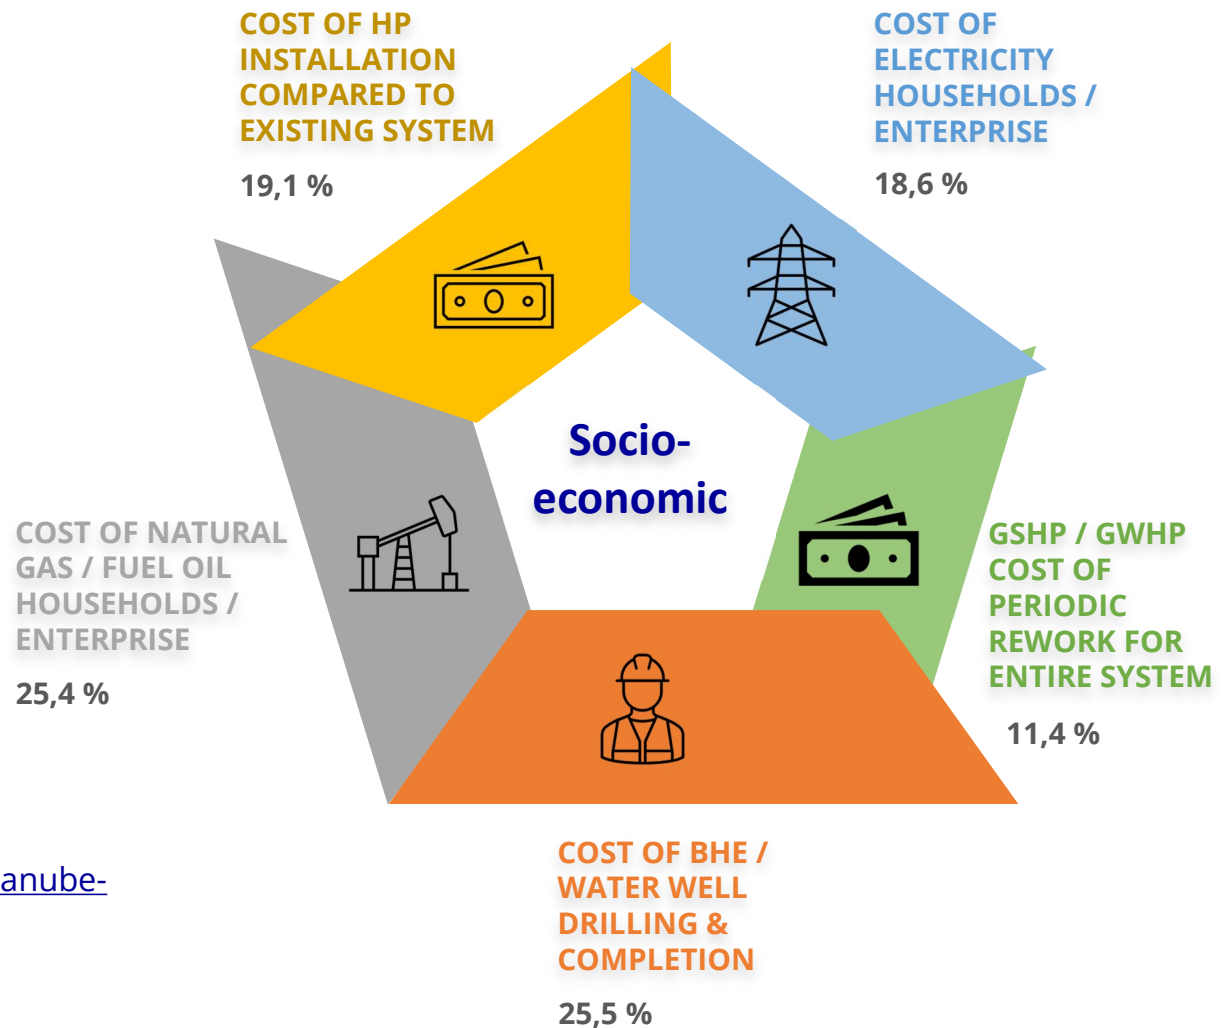 COST OF HP
INSTALLATION
COMPARED TO
EXISTING SYSTEM
19,1 %
COST OF
ELECTRICITY
HOUSEHOLDS /
ENTERPRISE
18,6 %
Socio-
economic
COST OF NATURAL
GAS / FUEL OIL
HOUSEHOLDS /
ENTERPRISE
25,4 %
GSHP / GWHP
COST OF
PERIODIC
REWORK FOR
ENTIRE SYSTEM
11,4 %
anube-
COST OF BHE /
WATER WELL
DRILLING &
COMPLETION
25,5 %